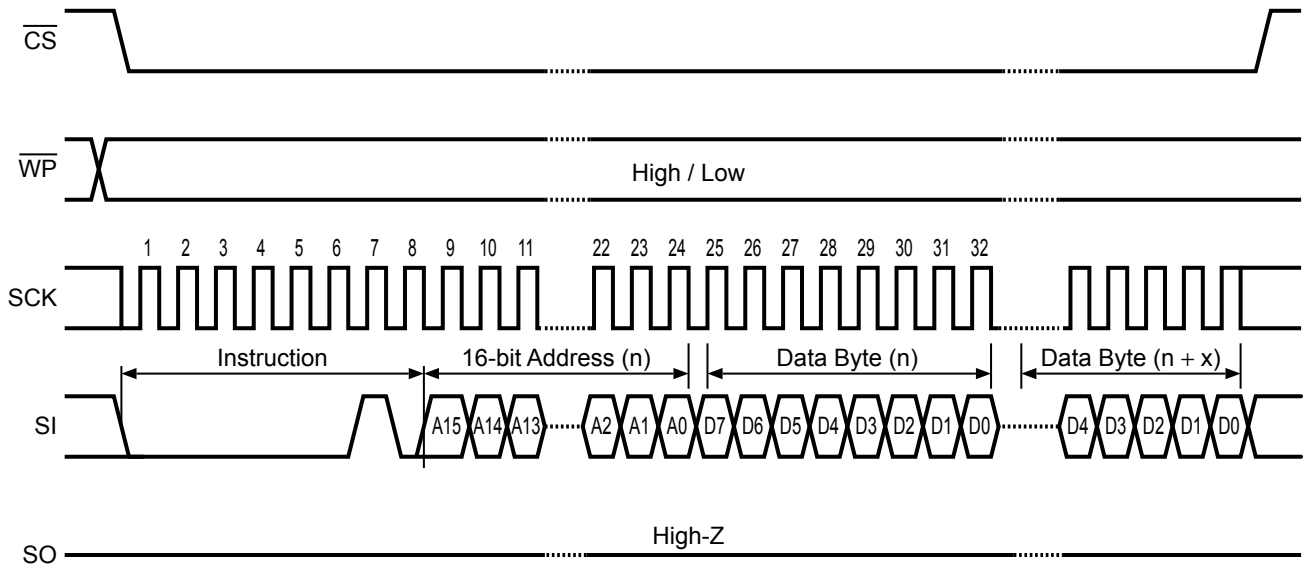 CS
WP
High / Low
1 2 3 4 5 6 7 8 9 10 11 22 23 24 25 26 27 28 29 30 31 32
SCK
Instruction 16-bit Address (n) Data Byte (n) Data Byte (n + x)
SI A15 A14 A13 A2 A1 A0 D7 D6 D5 D4 D3 D2 D1 D0 D4 D3 D2 D1 D0
High-Z
SO